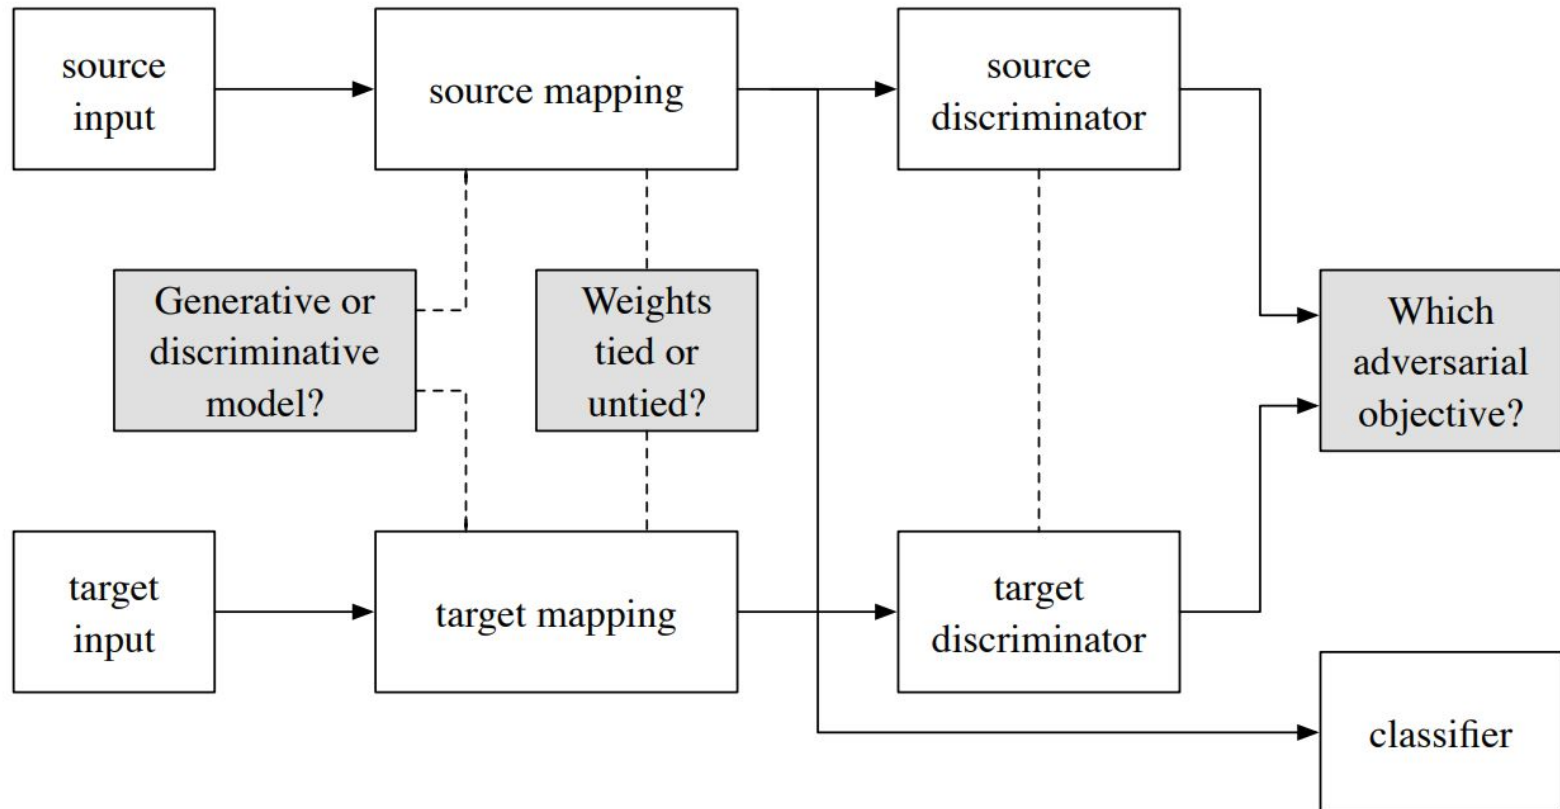 source
input
source mapping
source
discriminator
Generative or
discriminative
model?
Weights
tied or
untied?
Which
adversarial
objective?
target
input
target mapping
target
discriminator
classifier